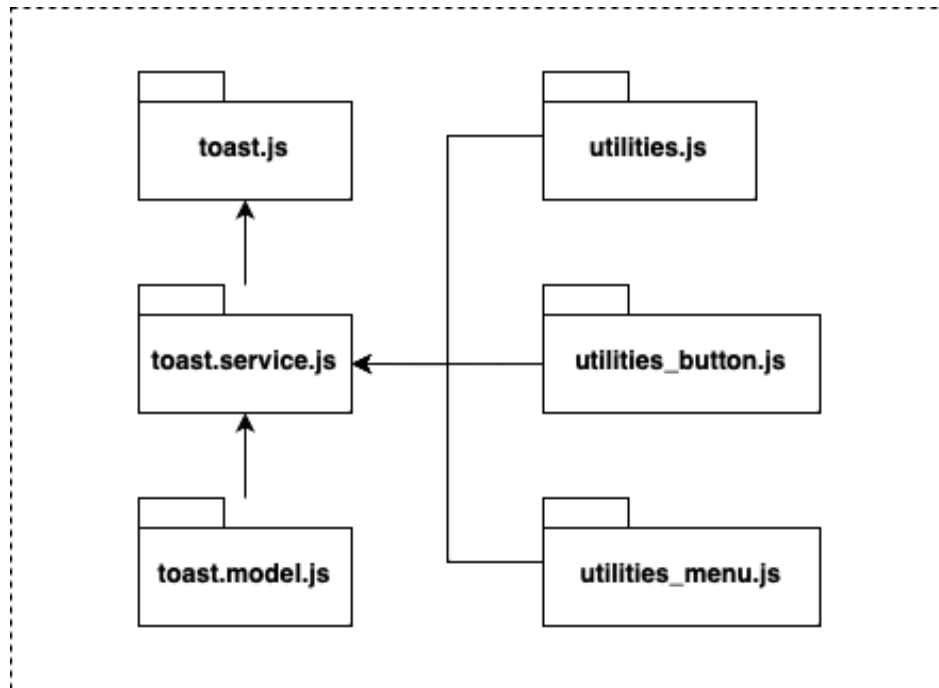 toast.js
utilities.js
toast.service.js
utilities_button.js
toast.model.js
utilities_menu.js